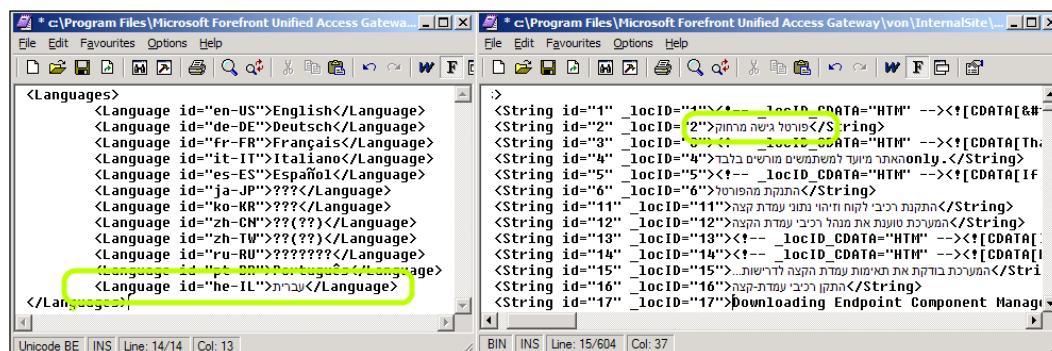 * c:\Program Files\Microsoft Forefront Unified Access Gatewa...
File Edit Favourites Options Help
<Languages>
<Language id="en-US">English</Language>
<Language id="de-DE">Deutsch</Language>
<Language id="fr-FR">Français</Language>
<Language id="it-IT">Italiano</Language>
<Language id="es-ES">Español</Language>
<Language id="ja-JP">???</Language>
<Language id="ko-KR">???</Language>
<Language id="zh-CN">??(??)</Language>
<Language id="zh-TW">??(??)</Language>
<Language id="ru-RU">???????</Language>
<Language id="pt-BR">Português</Language>
<Language id="he-IL">עברית</Language>
</Languages>
Unicode BE INS Line: 14/14 Col: 13
* c:\Program Files\Microsoft Forefront Unified Access Gateway\von\InternalSite\...
File Edit Favourites Options Help
:>
<String id="1" _locID="1"><!-- _locID_CDATA="HTM" --><![CDATA[&#
<String id="2" _locID="2">פורטל גישה מרחוק</String>
<String id="3" _locID="3"><!-- _locID_CDATA="HTM" --><![CDATA[Tha
<String id="4" _locID="4">האתר מיועד למשתמשים מורשים בלבדonly.</String>
<String id="5" _locID="5"><!-- _locID_CDATA="HTM" --><![CDATA[If
<String id="6" _locID="6">התנקת מהפורטל</String>
<String id="11" _locID="11">התקנת רכיבי לקוח וזיהוי נתוני עמדת קצה</String>
<String id="12" _locID="12">המערכת טוענת את מנהל רכיבי עמדת הקצה</String>
<String id="13" _locID="13"><!-- _locID_CDATA="HTM" --><![CDATA[
<String id="14" _locID="14"><!-- _locID_CDATA="HTM" --><![CDATA[
<String id="15" _locID="15">המערכת בודקת את תאימות עמדת הקצה לדרישות...</Stri
<String id="16" _locID="16">התקן רכיבי עמדת-קצה</String>
<String id="17" _locID="17">Downloading Endpoint Component Manag
BIN INS Line: 15/604 Col: 37